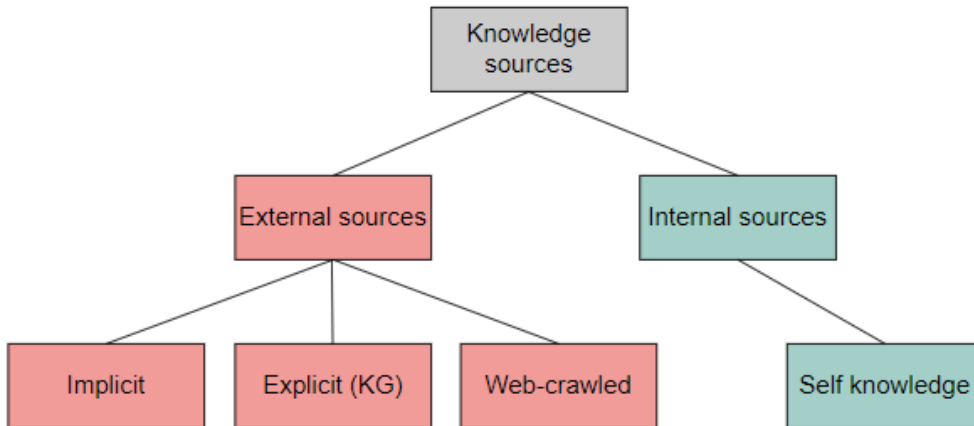 Knowledge
sources
External sources
Internal sources
Implicit
Explicit (KG)
Web-crawled
Self knowledge